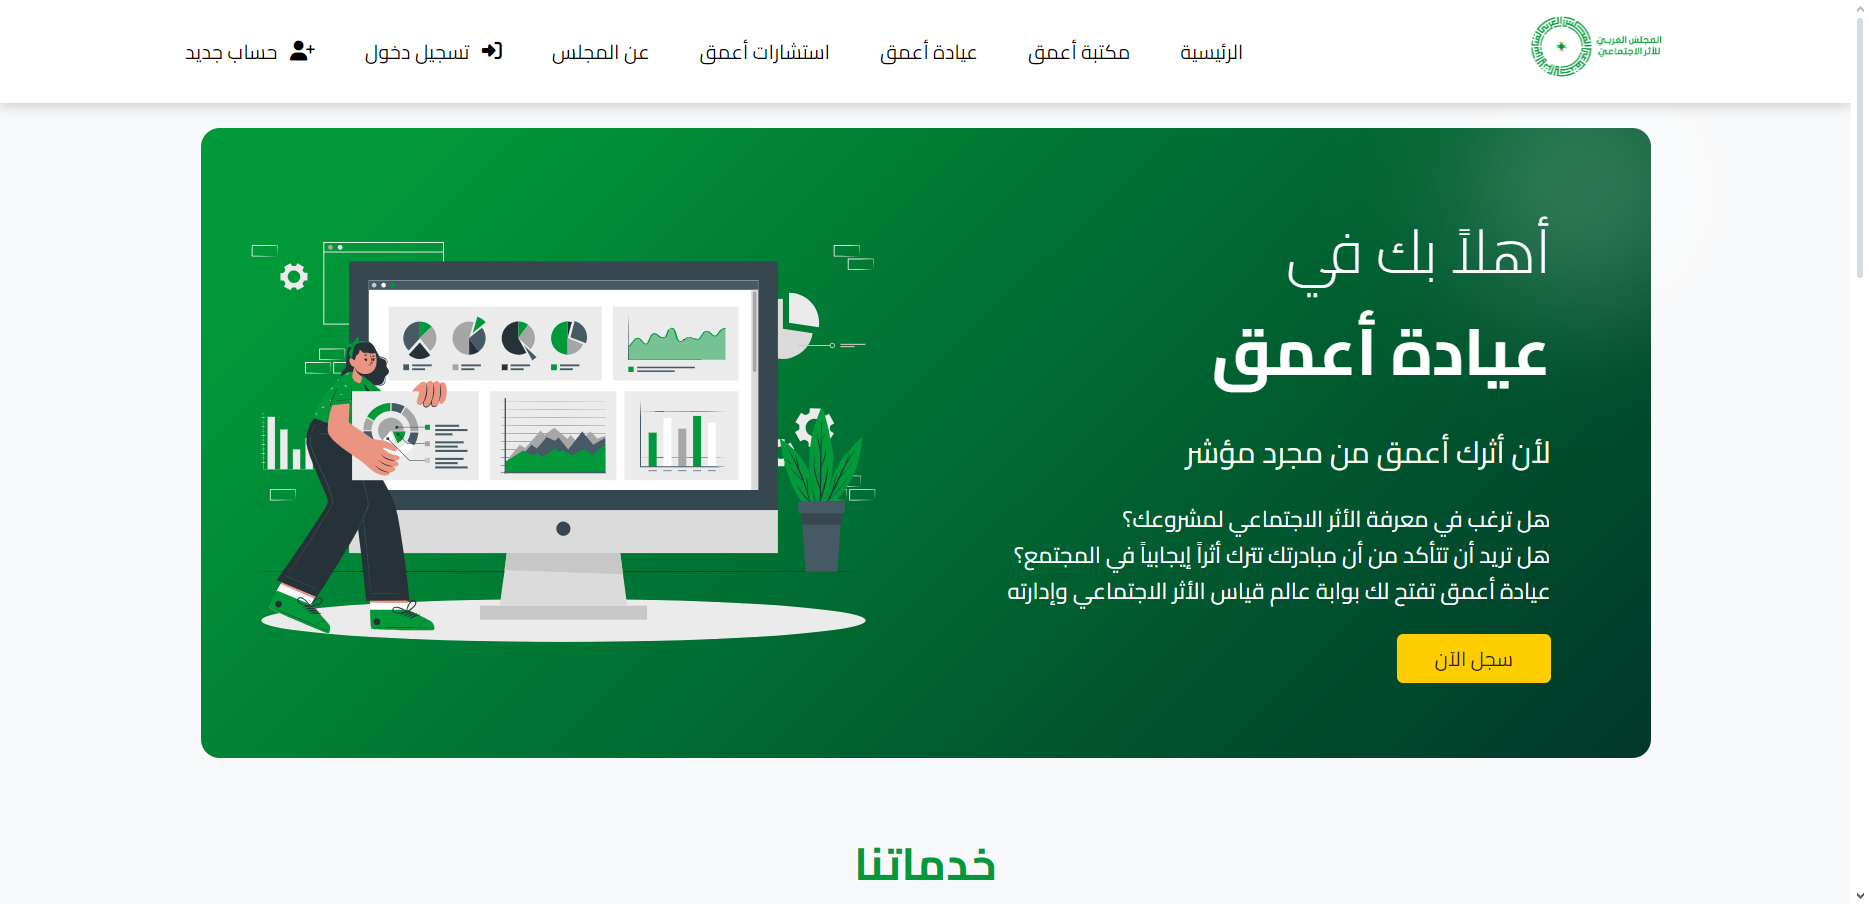 المجلس العربي
للأثر الاجتماعي
الرئيسية
مكتبة أعمق
عيادة أعمق
استشارات أعمق
عن المجلس
تسجيل دخول
حساب جديد
أهلاً بك في
عيادة أعمق
لأن أثرك أعمق من مجرد مؤشر
هل ترغب في معرفة الأثر الاجتماعي لمشروعك؟
هل تريد أن تتأكد من أن مبادرتك تترك أثراً إيجابياً في المجتمع؟
عيادة أعمق تفتح لك بوابة عالم قياس الأثر الاجتماعي وإدارته
سجل الآن
خدماتنا